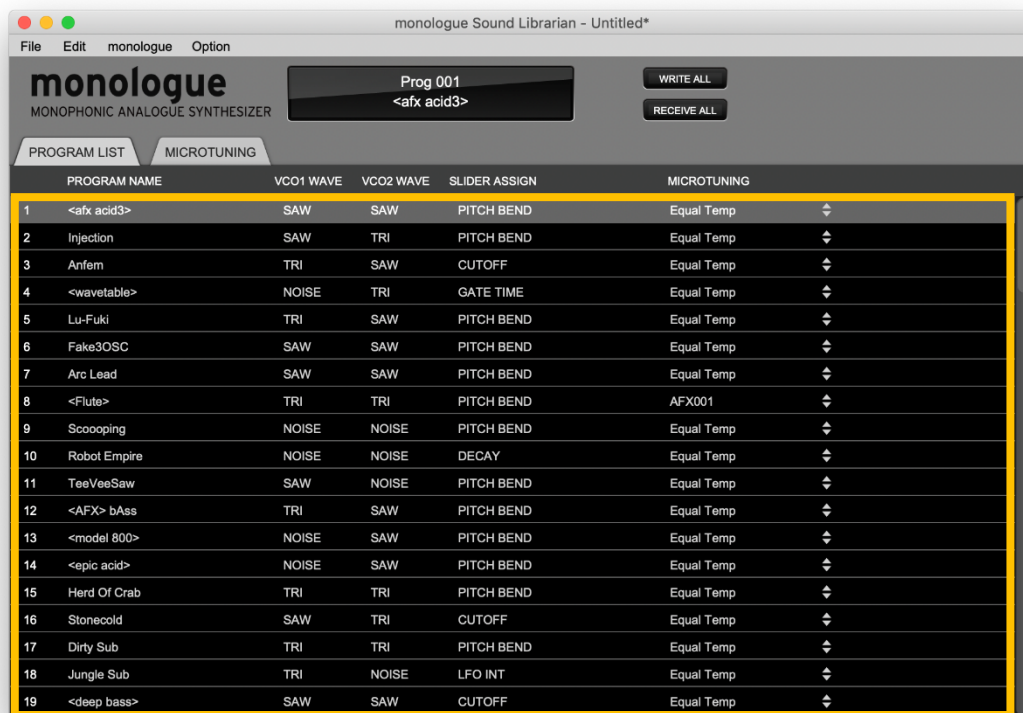 monologue Sound Librarian - Untitled*
File Edit monologue Option
monologue
MONOPHONIC ANALOGUE SYNTHESIZER
Prog 001
<afx acid3>
WRITE ALL
RECEIVE ALL
PROGRAM LIST MICROTUNING
PROGRAM NAME VCO1 WAVE VCO2 WAVE SLIDER ASSIGN MICROTUNING
1 <afx acid3> SAW SAW PITCH BEND Equal Temp
2 Injection SAW TRI PITCH BEND Equal Temp
3 Anfem TRI SAW CUTOFF Equal Temp
4 <wavetable> NOISE TRI GATE TIME Equal Temp
5 Lu-Fuki TRI SAW PITCH BEND Equal Temp
6 Fake3OSC SAW SAW PITCH BEND Equal Temp
7 Arc Lead SAW SAW PITCH BEND Equal Temp
8 <Flute> TRI TRI PITCH BEND AFX001
9 Scoooping NOISE NOISE PITCH BEND Equal Temp
10 Robot Empire NOISE NOISE DECAY Equal Temp
11 TeeVeeSaw SAW NOISE PITCH BEND Equal Temp
12 <AFX> bAss TRI SAW PITCH BEND Equal Temp
13 <model 800> NOISE SAW PITCH BEND Equal Temp
14 <epic acid> NOISE SAW PITCH BEND Equal Temp
15 Herd Of Crab TRI TRI PITCH BEND Equal Temp
16 Stonecold SAW TRI CUTOFF Equal Temp
17 Dirty Sub TRI TRI PITCH BEND Equal Temp
18 Jungle Sub TRI NOISE LFO INT Equal Temp
19 <deep bass> SAW SAW CUTOFF Equal Temp